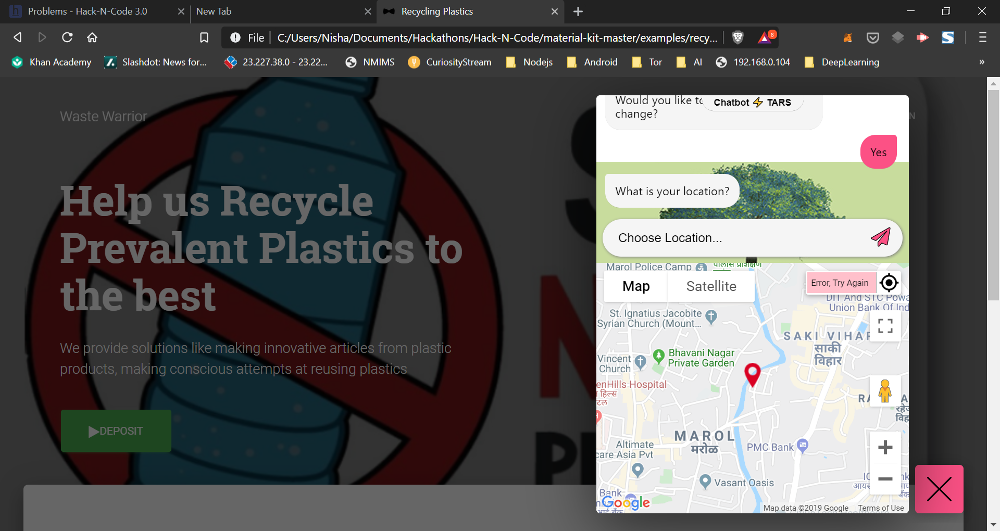 Problems - Hack-N-Code 3.0
New Tab
Recycling Plastics
File
C:/Users/Nisha/Documents/Hackathons/Hack-N-Code/material-kit-master/examples/recy...
8
Khan Academy
Slashdot: News for...
23.227.38.0 - 23.22...
NMIMS
CuriosityStream
Nodejs
Android
Tor
AI
192.168.0.104
DeepLearning
»
Waste Warrior
Help us Recycle
Prevalent Plastics to
the best
We provide solutions like making innovative articles from plastic
products, making conscious attempts at reusing plastics
▶DEPOSIT
Would you like to
change?
Chatbot ⚡ TARS
Yes
What is your location?
Choose Location...
Marol Police Camp
Map
Satellite
Error, Try Again
DIT And STC Powa
Union Bank Of Ind
St. Ignatius Jacobite
Syrian Church (Mount...
SAKI VIHAR
साकी
विहार
Bhavani Nagar
Private Garden
Vincent
Church
enHills Hospital
हिल्स
टल
MAROL
मरोळ
PMC Bank
Altimate
care Asia Pvt
Vasant Oasis
Bank
Google
Map data ©2019 Google
Terms of Use